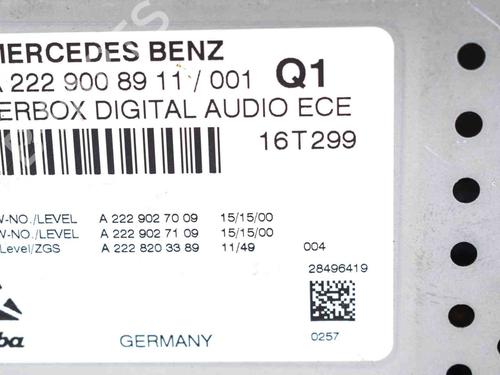 MERCEDES BENZ
A 222 900 89 11 / 001 Q1
ERBOX DIGITAL AUDIO ECE
16T299
W-NO./LEVEL A 222 902 70 09 15/15/00
W-NO./LEVEL A 222 902 71 09 15/15/00
Level/ZGS A 222 820 33 89 11/49 004
28496419
ba GERMANY 0257